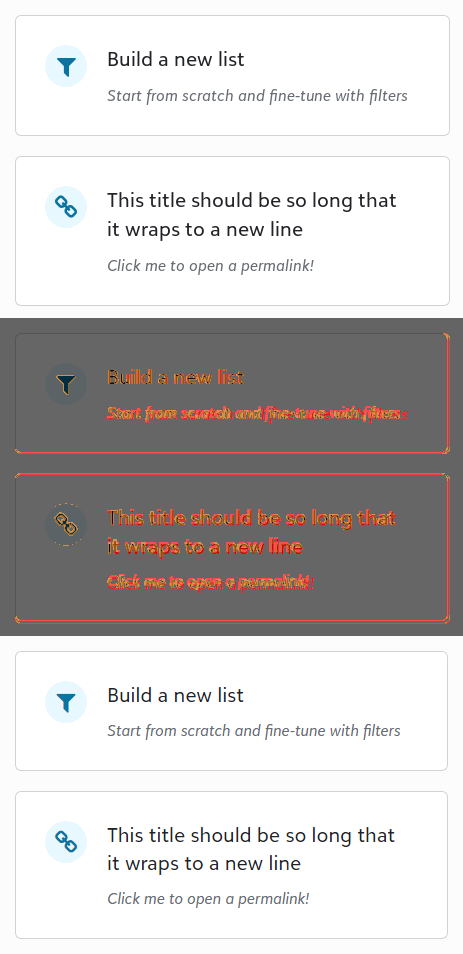 Build a new list
Start from scratch and fine-tune with filters
This title should be so long that
it wraps to a new line
Click me to open a permalink!
Build a new list
Start from scratch and fine-tune with filters
This title should be so long that
it wraps to a new line
Click me to open a permalink!
Build a new list
Start from scratch and fine-tune with filters
This title should be so long that
it wraps to a new line
Click me to open a permalink!